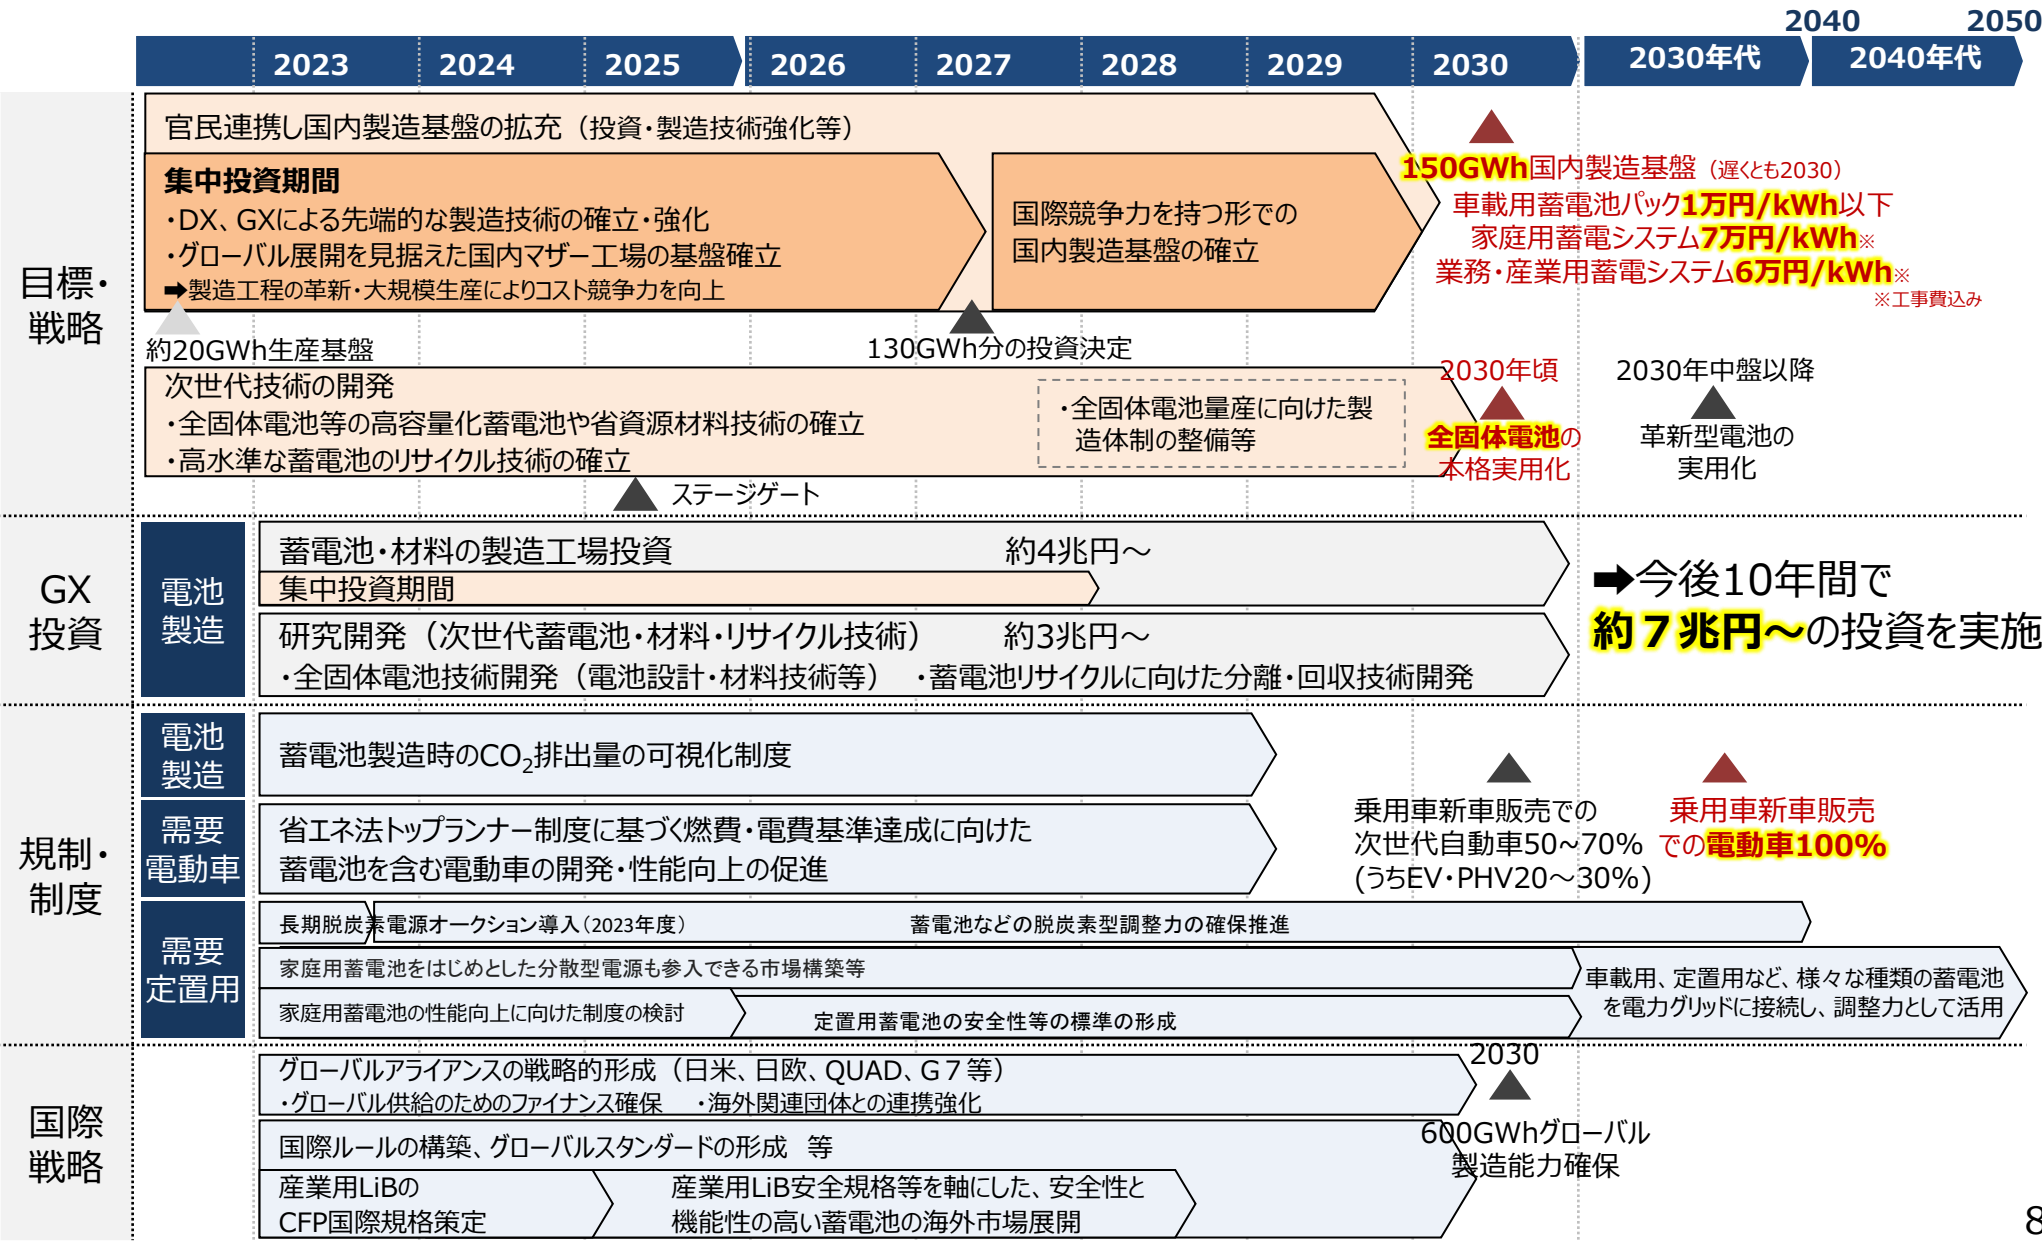 2040 2050
2023 2024 2025 2026 2027 2028 2029 2030 2030年代 2040年代
目標・
戦略
官民連携し国内製造基盤の拡充（投資・製造技術強化等）
集中投資期間
・DX、GXによる先端的な製造技術の確立・強化
・グローバル展開を見据えた国内マザー工場の基盤確立
➡製造工程の革新・大規模生産によりコスト競争力を向上
国際競争力を持つ形での
国内製造基盤の確立
150GWh国内製造基盤（遅くとも2030）
車載用蓄電池パック1万円/kWh以下
家庭用蓄電システム7万円/kWh※
業務・産業用蓄電システム6万円/kWh※
※工事費込み
約20GWh生産基盤
130GWh分の投資決定
次世代技術の開発
・全固体電池等の高容量化蓄電池や省資源材料技術の確立
・高水準な蓄電池のリサイクル技術の確立
・全固体電池量産に向けた製
造体制の整備等
2030年頃
全固体電池の
本格実用化
2030年中盤以降
革新型電池の
実用化
ステージゲート
GX
投資
電池
製造
蓄電池・材料の製造工場投資 約4兆円～
集中投資期間
研究開発（次世代蓄電池・材料・リサイクル技術） 約3兆円～
・全固体電池技術開発（電池設計・材料技術等） ・蓄電池リサイクルに向けた分離・回収技術開発
➡今後10年間で
約７兆円～の投資を実施
規制・
制度
電池
製造
蓄電池製造時のCO2排出量の可視化制度
需要
電動車
省エネ法トップランナー制度に基づく燃費・電費基準達成に向けた
蓄電池を含む電動車の開発・性能向上の促進
乗用車新車販売での
次世代自動車50~70%
(うちEV・PHV20～30%)
乗用車新車販売
での電動車100%
需要
定置用
長期脱炭素電源オークション導入（2023年度） 蓄電池などの脱炭素型調整力の確保推進
家庭用蓄電池をはじめとした分散型電源も参入できる市場構築等
家庭用蓄電池の性能向上に向けた制度の検討
定置用蓄電池の安全性等の標準の形成
車載用、定置用など、様々な種類の蓄電池
を電力グリッドに接続し、調整力として活用
国際
戦略
グローバルアライアンスの戦略的形成（日米、日欧、QUAD、G７等）
・グローバル供給のためのファイナンス確保 ・海外関連団体との連携強化
2030
600GWhグローバル
製造能力確保
国際ルールの構築、グローバルスタンダードの形成 等
産業用LiBの
CFP国際規格策定
産業用LiB安全規格等を軸にした、安全性と
機能性の高い蓄電池の海外市場展開
8